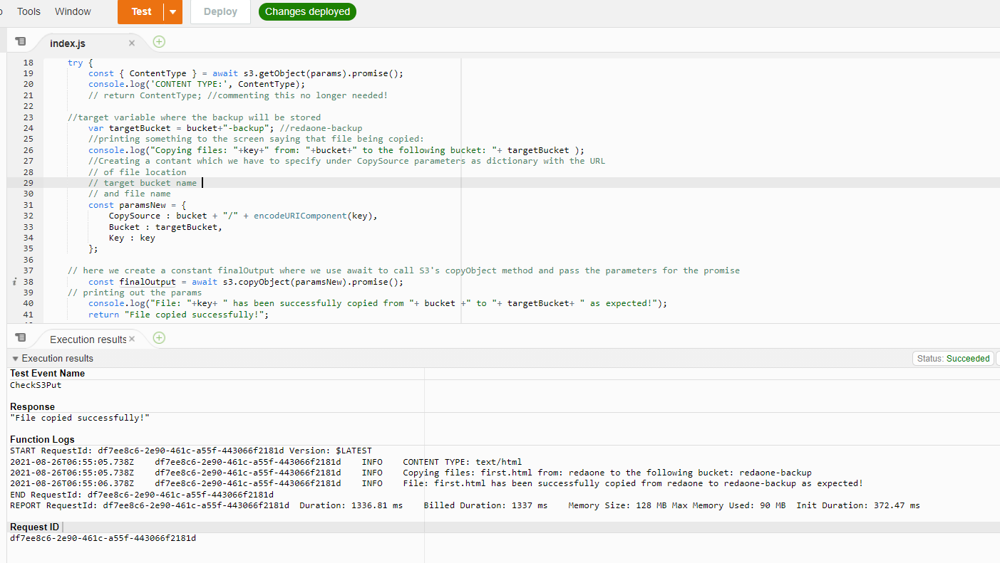 Tools Window Test Deploy Changes deployed
index.js
18 try {
19 const { ContentType } = await s3.getObject(params).promise();
20 console.log('CONTENT TYPE:', ContentType);
21 // return ContentType; //commenting this no longer needed!
22
23 //target variable where the backup will be stored
24 var targetBucket = bucket+"-backup"; //redaone-backup
25 //printing something to the screen saying that file being copied:
26 console.log("Copying files: "+key+" from: "+bucket+" to the following bucket: "+ targetBucket );
27 //Creating a contant which we have to specify under CopySource parameters as dictionary with the URL
28 // of file location
29 // target bucket name
30 // and file name
31 const paramsNew = {
32 CopySource : bucket + "/" + encodeURIComponent(key),
33 Bucket : targetBucket,
34 Key : key
35 };
36
37 // here we create a constant finalOutput where we use await to call S3's copyObject method and pass the parameters for the promise
38 const finalOutput = await s3.copyObject(paramsNew).promise();
39 // printing out the params
40 console.log("File: "+key+ " has been successfully copied from "+ bucket +" to "+ targetBucket+ " as expected!");
41 return "File copied successfully!";
Execution results
Execution results Status: Succeeded
Test Event Name
CheckS3Put
Response
"File copied successfully!"
Function Logs
START RequestId: df7ee8c6-2e90-461c-a55f-443066f2181d Version: $LATEST
2021-08-26T06:55:05.738Z df7ee8c6-2e90-461c-a55f-443066f2181d INFO CONTENT TYPE: text/html
2021-08-26T06:55:05.738Z df7ee8c6-2e90-461c-a55f-443066f2181d INFO Copying files: first.html from: redaone to the following bucket: redaone-backup
2021-08-26T06:55:06.378Z df7ee8c6-2e90-461c-a55f-443066f2181d INFO File: first.html has been successfully copied from redaone to redaone-backup as expected!
END RequestId: df7ee8c6-2e90-461c-a55f-443066f2181d
REPORT RequestId: df7ee8c6-2e90-461c-a55f-443066f2181d Duration: 1336.81 ms Billed Duration: 1337 ms Memory Size: 128 MB Max Memory Used: 90 MB Init Duration: 372.47 ms
Request ID
df7ee8c6-2e90-461c-a55f-443066f2181d